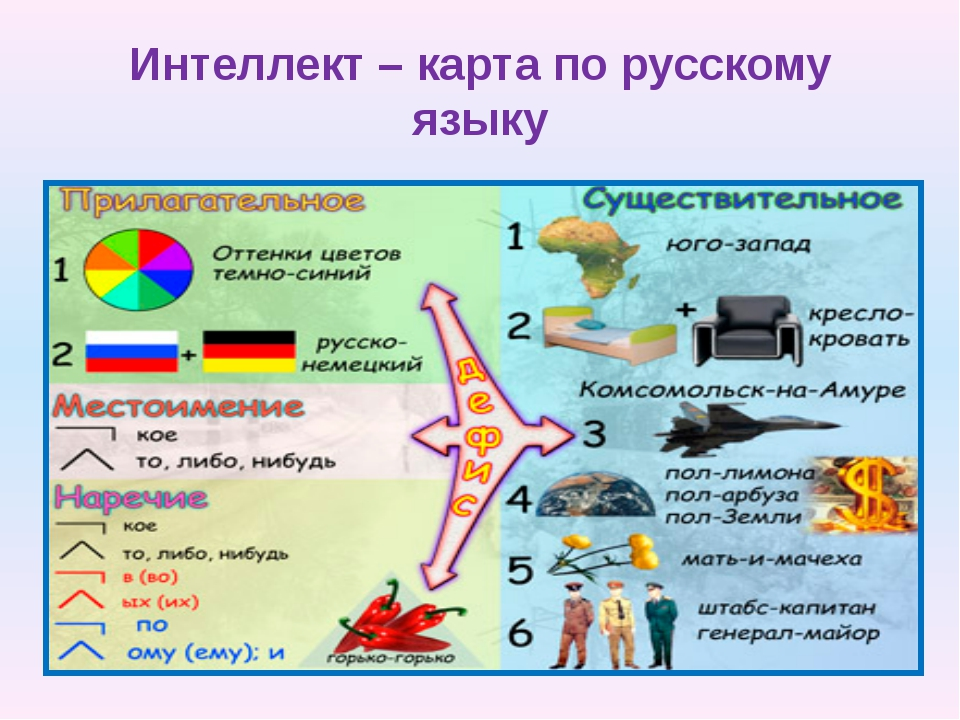 Интеллект – карта по русскому
языку
Прилагательное
1
Оттенки цветов
темно-синий
2
+
русско-
немецкий
Местоимение
кое
то, либо, нибудь
Наречие
кое
то, либо, нибудь
в (во)
ых (их)
по
ому (ему); и
горько-горько
дефис
Существительное
1
юго-запад
2
+
кресло-
кровать
Комсомольск-на-Амуре
3
4
пол-лимона
пол-арбуза
пол-Земли
$
5
мать-и-мачеха
6
штабс-капитан
генерал-майор